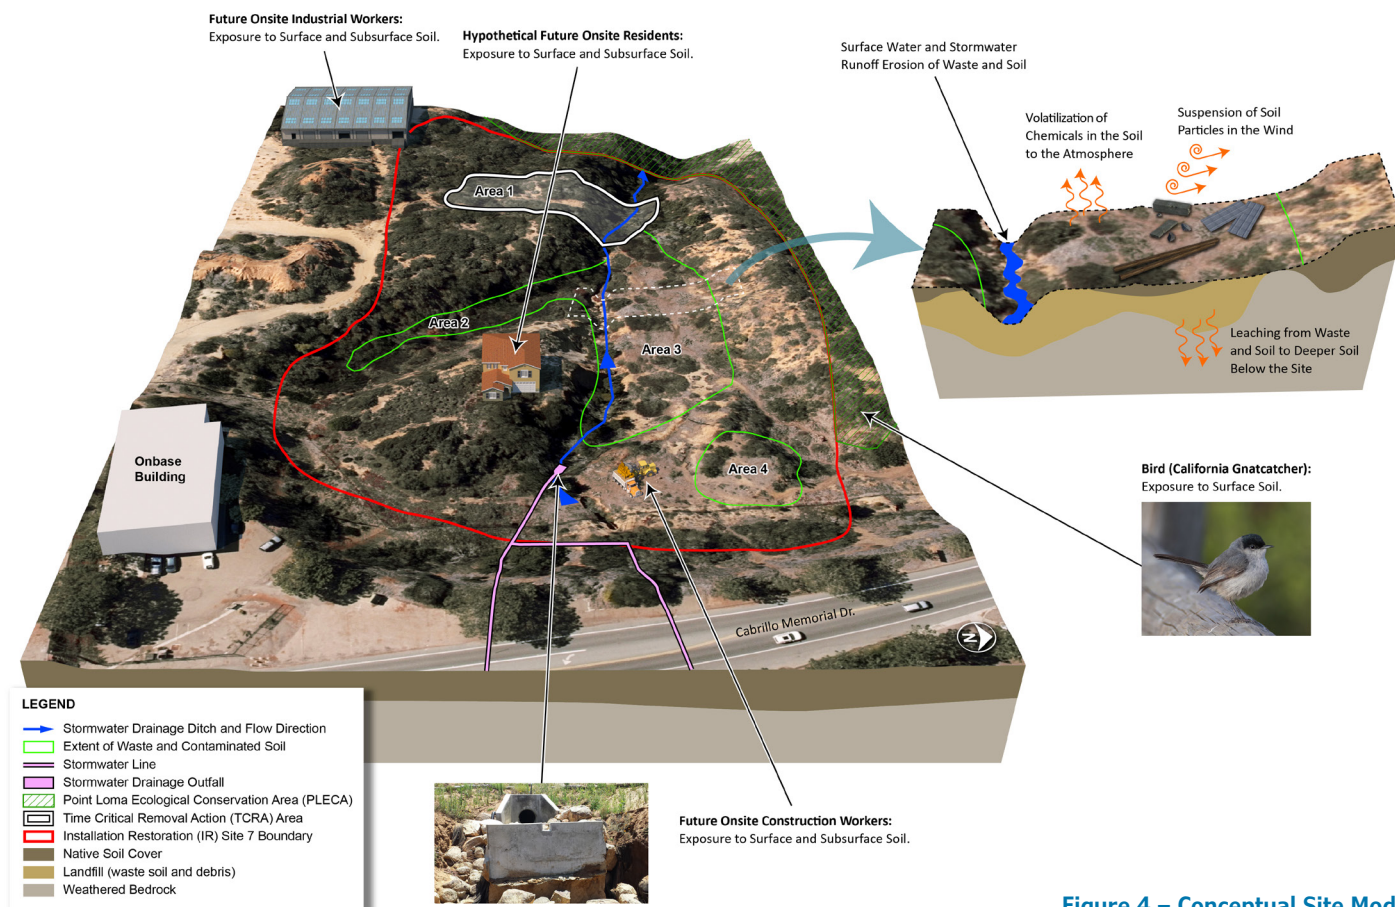 Future Onsite Industrial Workers:
Exposure to Surface and Subsurface Soil.
Hypothetical Future Onsite Residents:
Exposure to Surface and Subsurface Soil.
Surface Water and Stormwater
Runoff Erosion of Waste and Soil
Volatilization of
Chemicals in the Soil
to the Atmosphere
Suspension of Soil
Particles in the Wind
Area 1
Area 2
Area 3
Area 4
Leaching from Waste
and Soil to Deeper Soil
Below the Site
Onbase
Building
Bird (California Gnatcatcher):
Exposure to Surface Soil.
Cabrillo Memorial Dr.
N
LEGEND
Stormwater Drainage Ditch and Flow Direction
Extent of Waste and Contaminated Soil
Stormwater Line
Stormwater Drainage Outfall
Point Loma Ecological Conservation Area (PLECA)
Time Critical Removal Action (TCRA) Area
Installation Restoration (IR) Site 7 Boundary
Native Soil Cover
Landfill (waste soil and debris)
Weathered Bedrock
Future Onsite Construction Workers:
Exposure to Surface and Subsurface Soil.
Figure 4 – Conceptual Site Mod